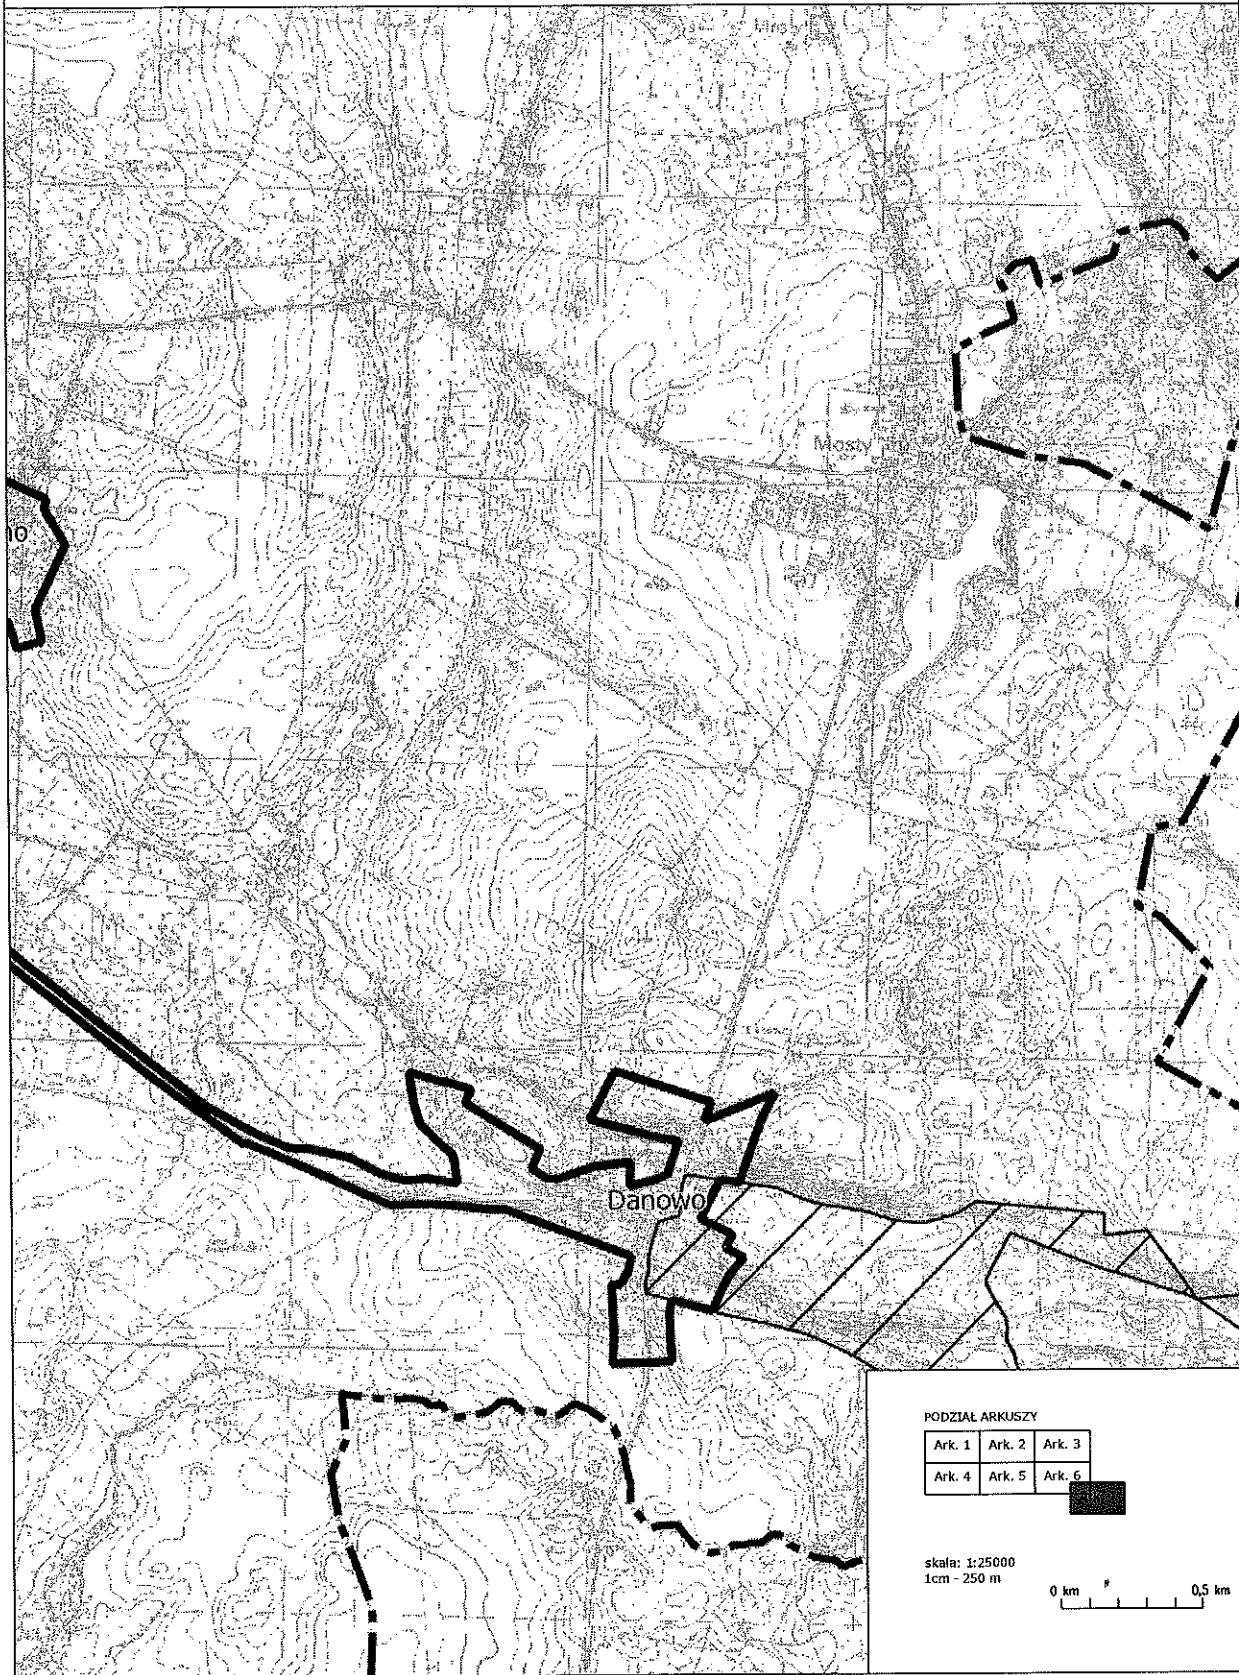 Mosty
no
Danowo
PODZIAŁ ARKUSZY
Ark. 1 Ark. 2 Ark. 3
Ark. 4 Ark. 5 Ark. 6
skala: 1:25000
1cm - 250 m
0 km 0,5 km